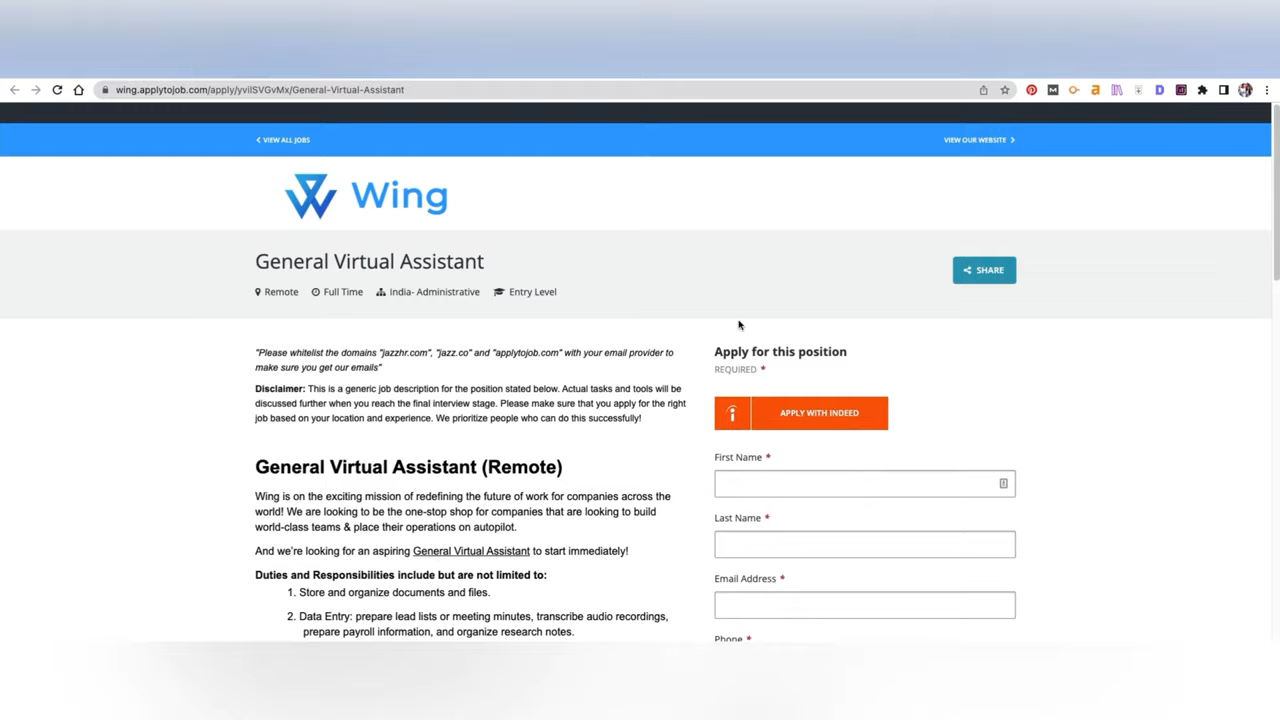 wing.applytojob.com/apply/yvilSVGvMx/General-Virtual-Assistant
VIEW ALL JOBS
VIEW OUR WEBSITE
Wing
General Virtual Assistant
SHARE
Remote Full Time India- Administrative Entry Level
"Please whitelist the domains "jazzhr.com", "jazz.co" and "applytojob.com" with your email provider to
make sure you get our emails"
Disclaimer: This is a generic job description for the position stated below. Actual tasks and tools will be
discussed further when you reach the final interview stage. Please make sure that you apply for the right
job based on your location and experience. We prioritize people who can do this successfully!
General Virtual Assistant (Remote)
Wing is on the exciting mission of redefining the future of work for companies across the
world! We are looking to be the one-stop shop for companies that are looking to build
world-class teams & place their operations on autopilot.
And we're looking for an aspiring General Virtual Assistant to start immediately!
Duties and Responsibilities include but are not limited to:
1. Store and organize documents and files.
2. Data Entry: prepare lead lists or meeting minutes, transcribe audio recordings,
prepare payroll information, and organize research notes.
Apply for this position
REQUIRED *
APPLY WITH INDEED
First Name *
Last Name *
Email Address *
Phone *